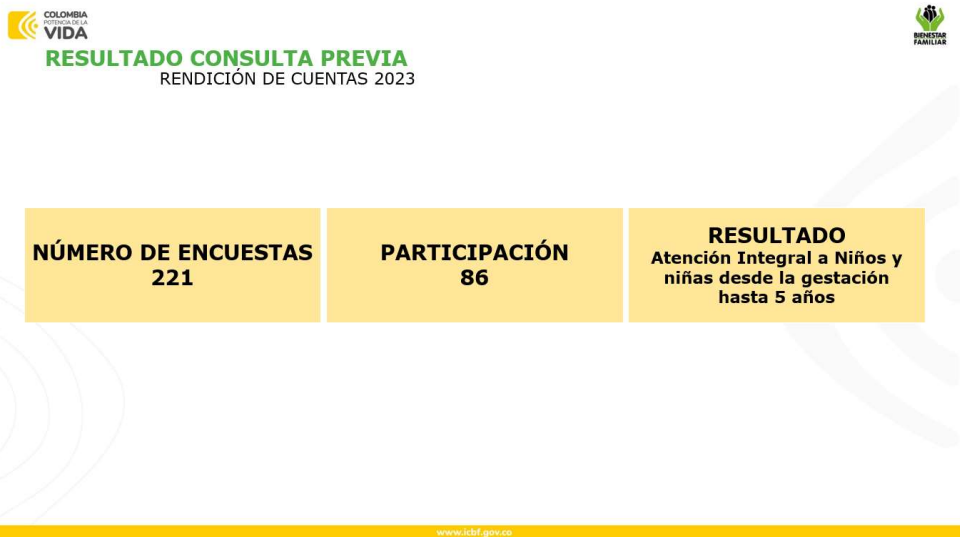 COLOMBIA
POTENCIA DE LA
VIDA
BIENESTAR
FAMILIAR
RESULTADO CONSULTA PREVIA
RENDICIÓN DE CUENTAS 2023
NÚMERO DE ENCUESTAS
221
PARTICIPACIÓN
86
RESULTADO
Atención Integral a Niños y
niñas desde la gestación
hasta 5 años
www.icbf.gov.co